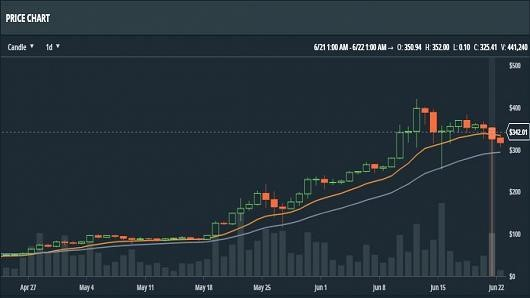 PRICE CHART
Candle ▼ 1d ▼ 6/21 1:00 AM - 6/22 1:00 AM → O: 350.94 H: 352.00 L: 0.10 C: 325.41 V: 441,240
$500
$400
$342.01
$300
$200
$100
$0
Apr 27 May 4 May 11 May 18 May 25 Jun 1 Jun 8 Jun 15 Jun 22